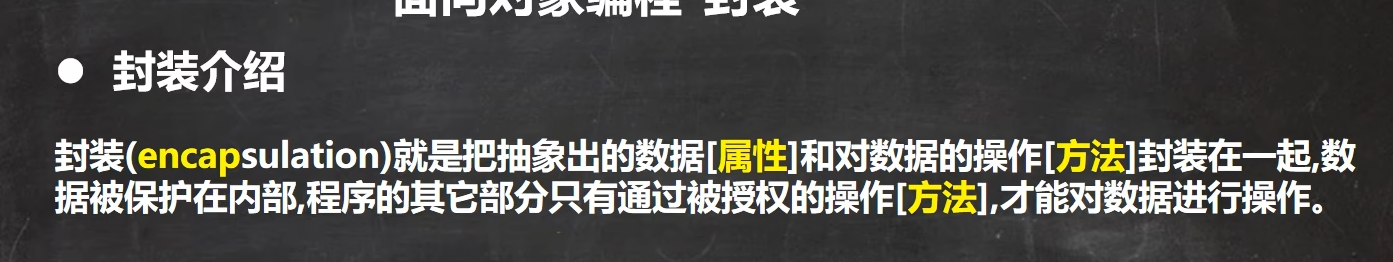 面向对象编程-封装
封装介绍
封装(encapsulation)就是把抽象出的数据[属性]和对数据的操作[方法]封装在一起,数
据被保护在内部,程序的其它部分只有通过被授权的操作[方法],才能对数据进行操作。